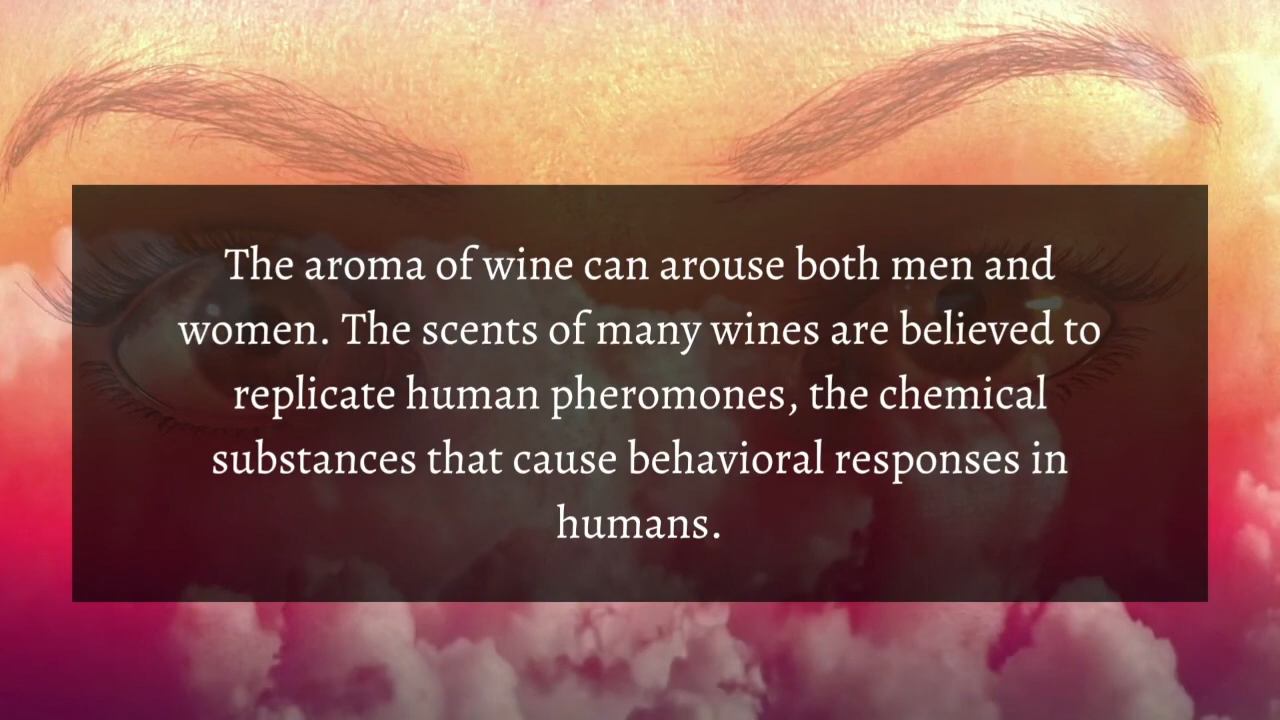 The aroma of wine can arouse both men and
women. The scents of many wines are believed to
replicate human pheromones, the chemical
substances that cause behavioral responses in
humans.